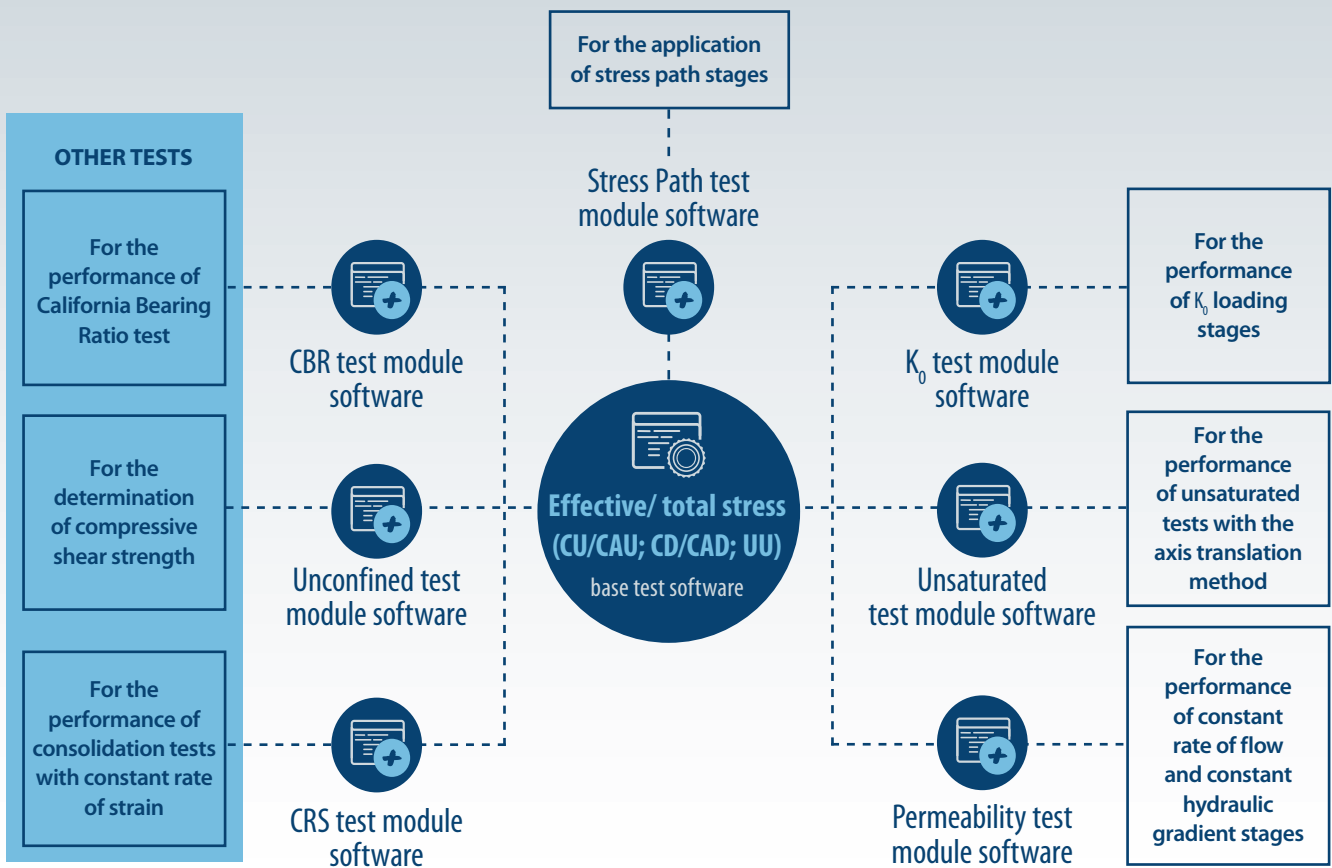 For the application
of stress path stages
Stress Path test
module software
OTHER TESTS
For the
performance of
California Bearing
Ratio test
CBR test module
software
For the
determination
of compressive
shear strength
Unconfined test
module software
For the
performance of
consolidation tests
with constant rate
of strain
CRS test module
software
Effective/ total stress
(CU/CAU; CD/CAD; UU)
base test software
K₀ test module
software
For the
performance
of K₀ loading
stages
Unsaturated
test module software
For the
performance
of unsaturated
tests with the
axis translation
method
Permeability test
module software
For the
performance
of constant
rate of flow
and constant
hydraulic
gradient stages